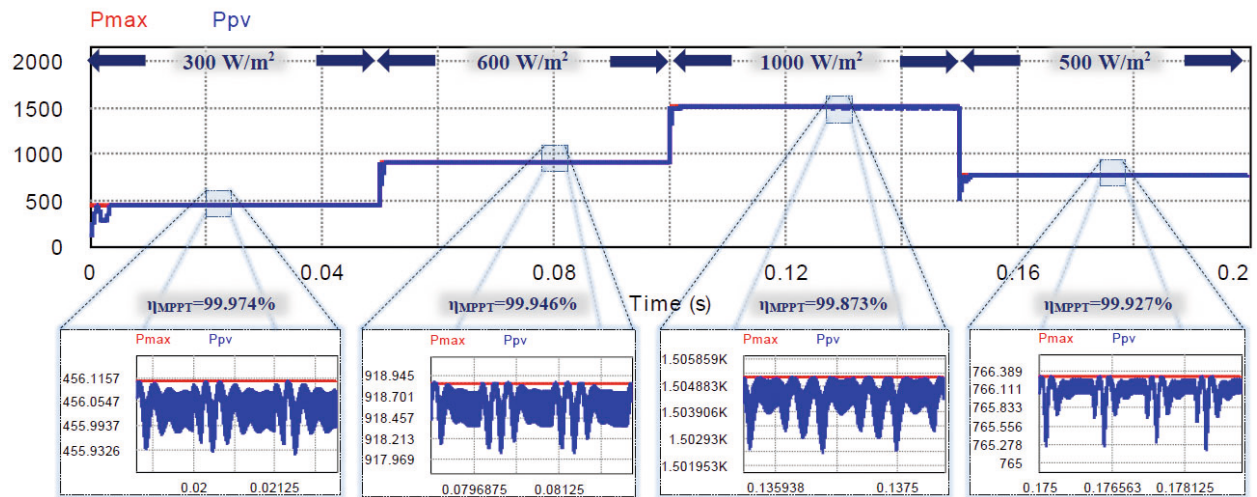 Pmax Ppv
300 W/m² 600 W/m² 1000 W/m² 500 W/m²
2000
1500
1000
500
0
0 0.04 0.08 0.12 0.16 0.2
Time (s)
ηMPPT=99.974% ηMPPT=99.946% ηMPPT=99.873% ηMPPT=99.927%
Pmax Ppv
456.1157
456.0547
455.9937
455.9326
0.02 0.02125
Pmax Ppv
918.945
918.701
918.457
918.213
917.969
0.0796875 0.08125
Pmax Ppv
1.505859K
1.504883K
1.503906K
1.50293K
1.501953K
0.135938 0.1375
Pmax Ppv
766.389
766.111
765.833
765.556
765.278
765
0.175 0.176563 0.178125